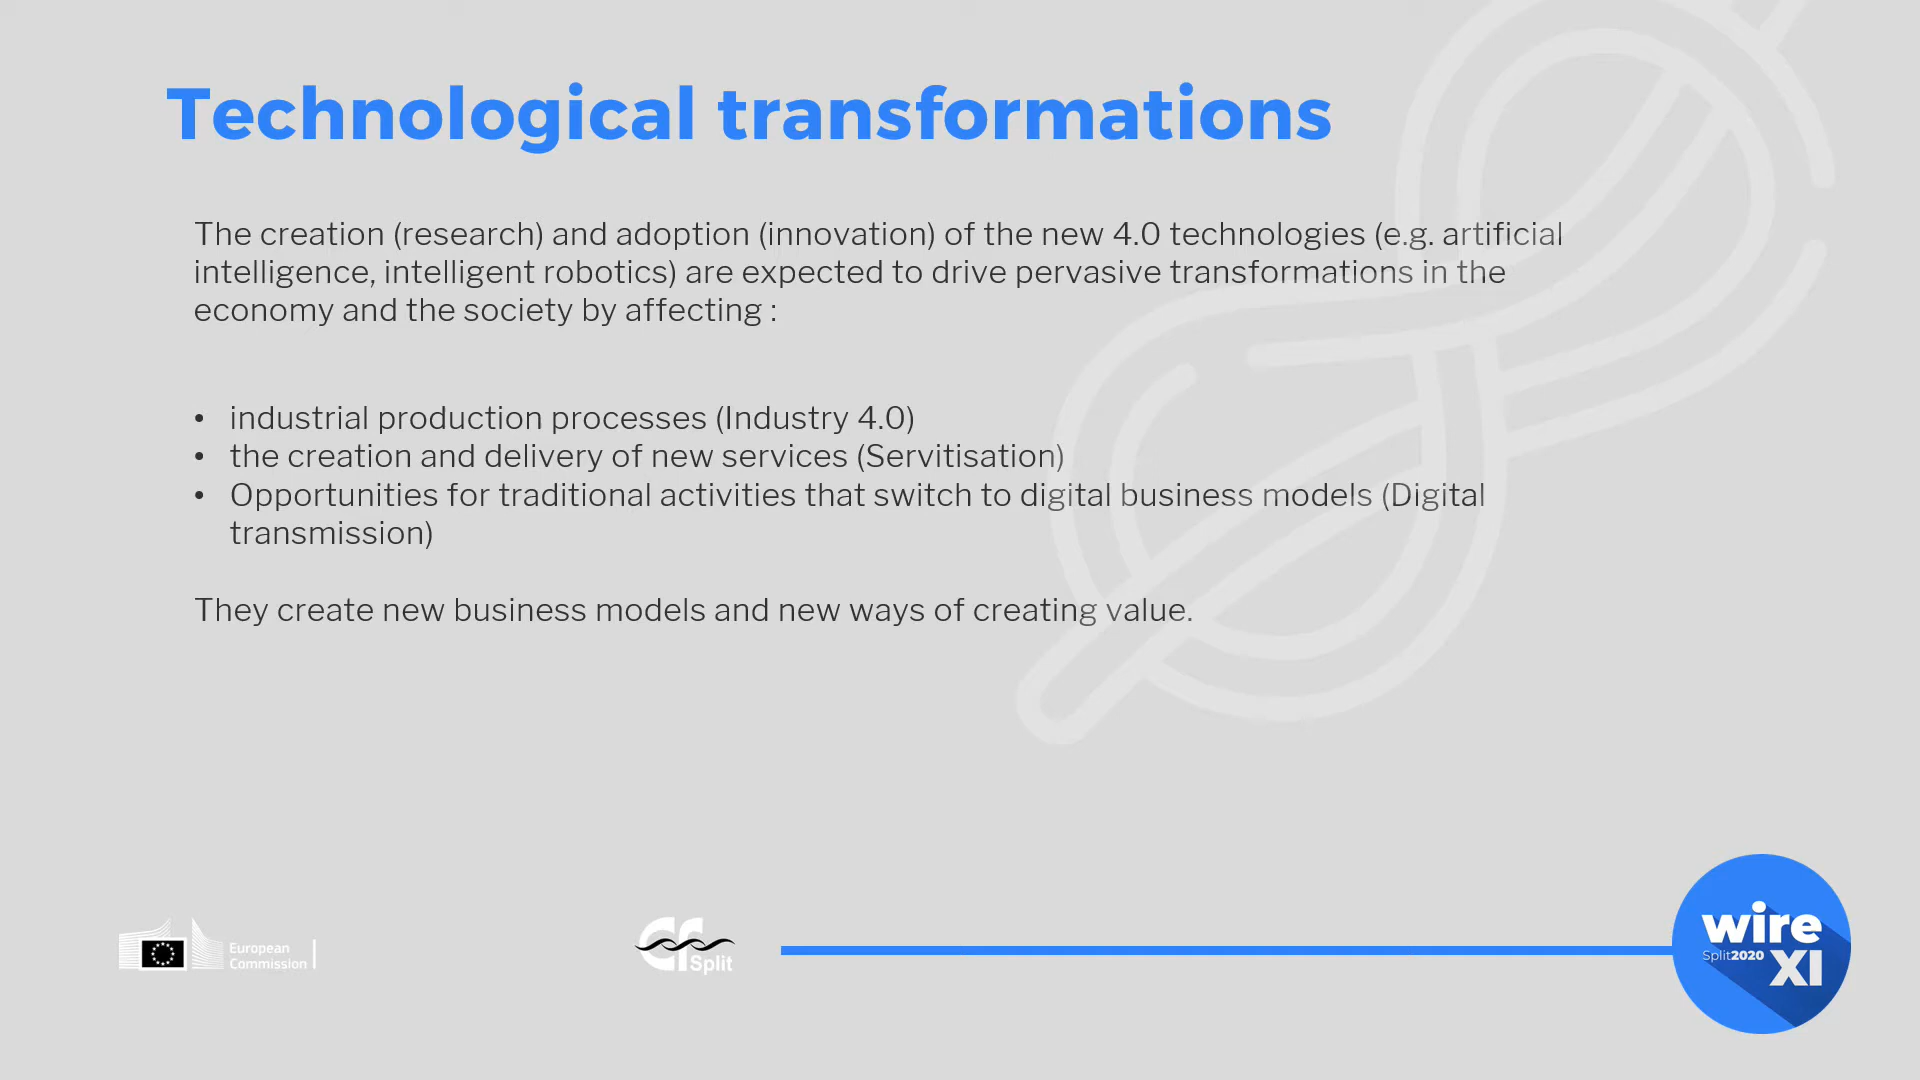 Technological transformations
The creation (research) and adoption (innovation) of the new 4.0 technologies (e.g. artificial
intelligence, intelligent robotics) are expected to drive pervasive transformations in the
economy and the society by affecting :
• industrial production processes (Industry 4.0)
• the creation and delivery of new services (Servitisation)
• Opportunities for traditional activities that switch to digital business models (Digital
transmission)
They create new business models and new ways of creating value.
European
Commission
Gf
Split
wire
Split2020
XI